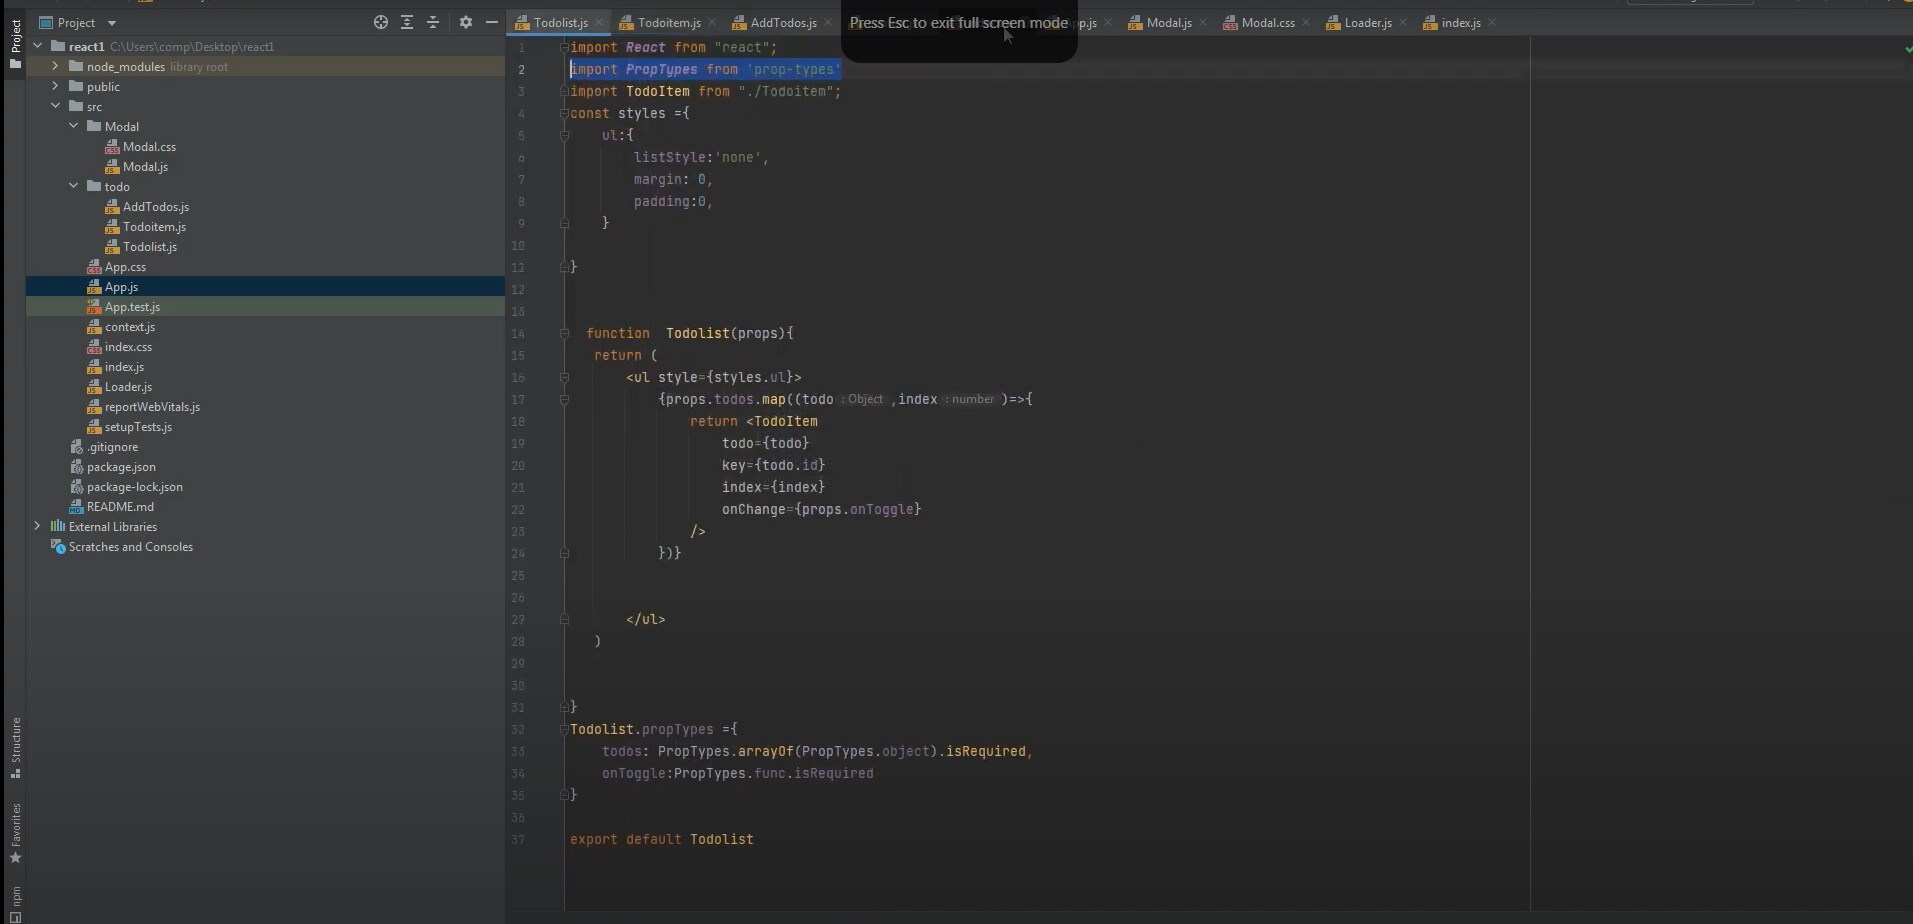 Project
Project
react1 C:\Users\comp\Desktop\react1
node_modules library root
public
src
Modal
Modal.css
Modal.js
todo
AddTodos.js
Todoitem.js
Todolist.js
App.css
App.js
App.test.js
context.js
index.css
index.js
Loader.js
reportWebVitals.js
setupTests.js
.gitignore
package.json
package-lock.json
README.md
External Libraries
Scratches and Consoles
Structure
Favorites
npm
Todolist.js Todoitem.js AddTodos.js Modal.js Modal.css Loader.js index.js
Press Esc to exit full screen mode
1 import React from "react";
2 import PropTypes from 'prop-types'
3 import TodoItem from "./Todoitem";
4 const styles ={
5 ul:{
6 listStyle:'none',
7 margin: 0,
8 padding:0,
9 }
10
11 }
12
13
14 function Todolist(props){
15 return (
16 <ul style={styles.ul}>
17 {props.todos.map((todo : Object ,index : number )=>{
18 return <TodoItem
19 todo={todo}
20 key={todo.id}
21 index={index}
22 onChange={props.onToggle}
23 />
24 })}
25
26
27 </ul>
28 )
29
30
31 }
32 Todolist.propTypes ={
33 todos: PropTypes.arrayOf(PropTypes.object).isRequired,
34 onToggle:PropTypes.func.isRequired
35 }
36
37 export default Todolist